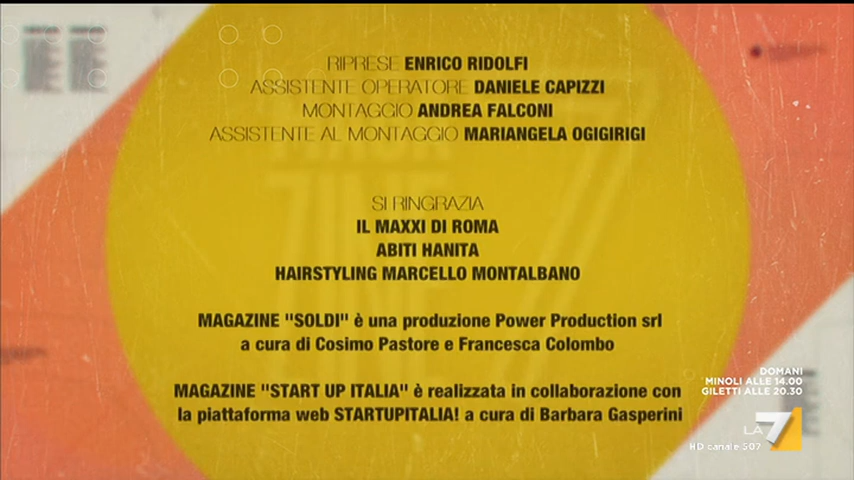 RIPRESE ENRICO RIDOLFI
ASSISTENTE OPERATORE DANIELE CAPIZZI
MONTAGGIO ANDREA FALCONI
ASSISTENTE AL MONTAGGIO MARIANGELA OGIGIRIGI
SI RINGRAZIA
IL MAXXI DI ROMA
ABITI HANITA
HAIRSTYLING MARCELLO MONTALBANO
MAGAZINE "SOLDI" è una produzione Power Production srl
a cura di Cosimo Pastore e Francesca Colombo
MAGAZINE "START UP ITALIA" è realizzata in collaborazione con
la piattaforma web STARTUPITALIA! a cura di Barbara Gasperini
DOMANI
MINOLI ALLE 14.00
GILETTI ALLE 20.30
LA 7
HD canale 507